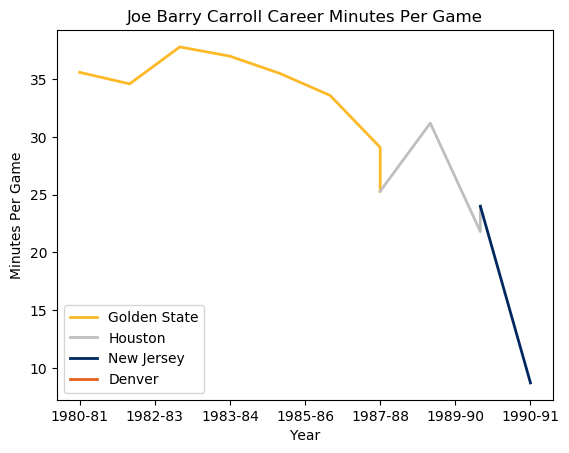 Joe Barry Carroll Career Minutes Per Game
Minutes Per Game
35
30
25
20
15
10
Golden State
Houston
New Jersey
Denver
1980-81 1982-83 1983-84 1985-86 1987-88 1989-90 1990-91
Year